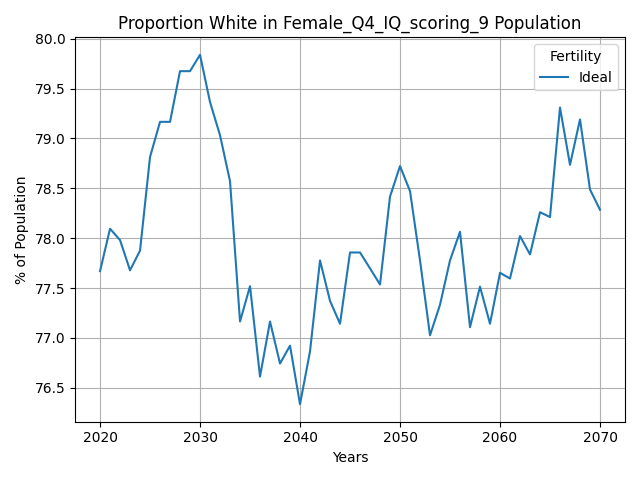 Proportion White in Female_Q4_IQ_scoring_9 Population
Fertility
Ideal
80.0
79.5
79.0
78.5
78.0
77.5
77.0
76.5
% of Population
2020 2030 2040 2050 2060 2070
Years